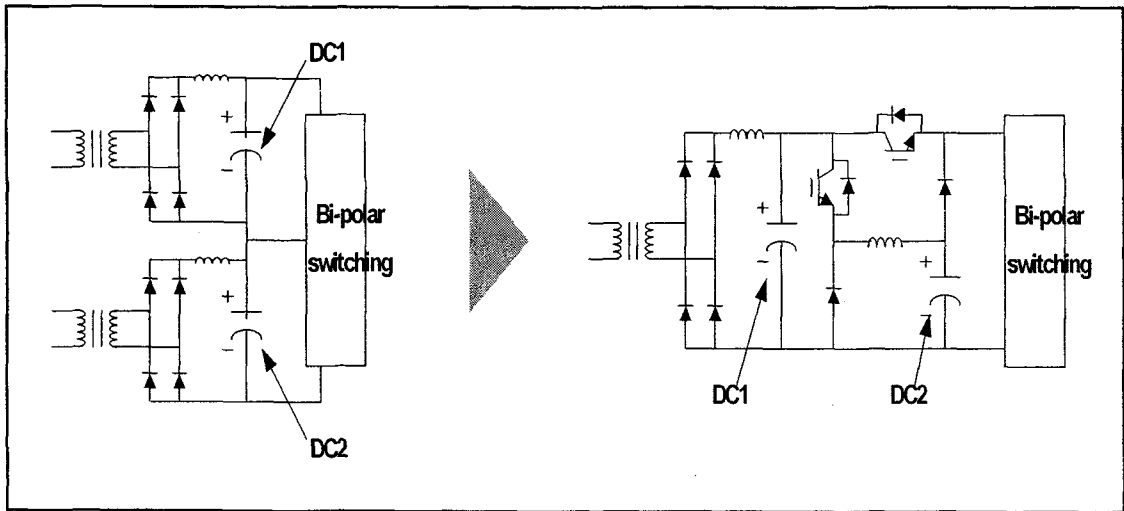 DC1
+
-
Bi-polar
switching
+
-
DC2
+
-
Bi-polar
switching
+
-
DC1
DC2